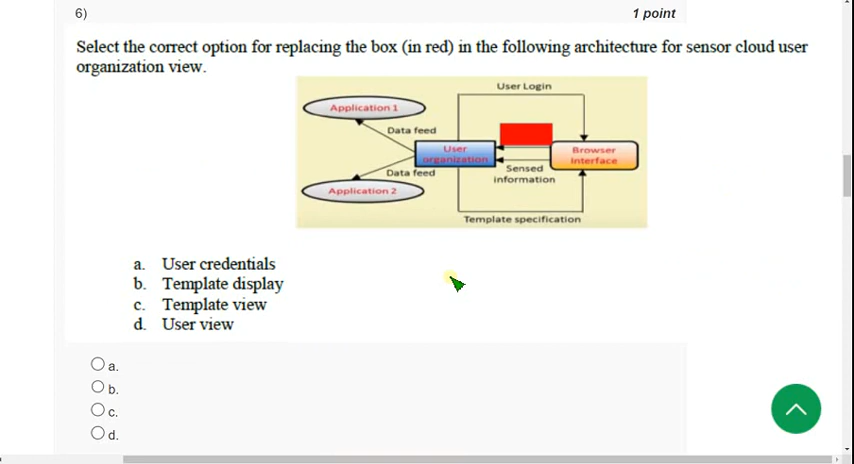 6)
1 point
Select the correct option for replacing the box (in red) in the following architecture for sensor cloud user
organization view.
User Login
Application 1
Data feed
User
organization
Browser
Interface
Data feed
Sensed
information
Application 2
Template specification
a. User credentials
b. Template display
c. Template view
d. User view
a.
b.
c.
d.